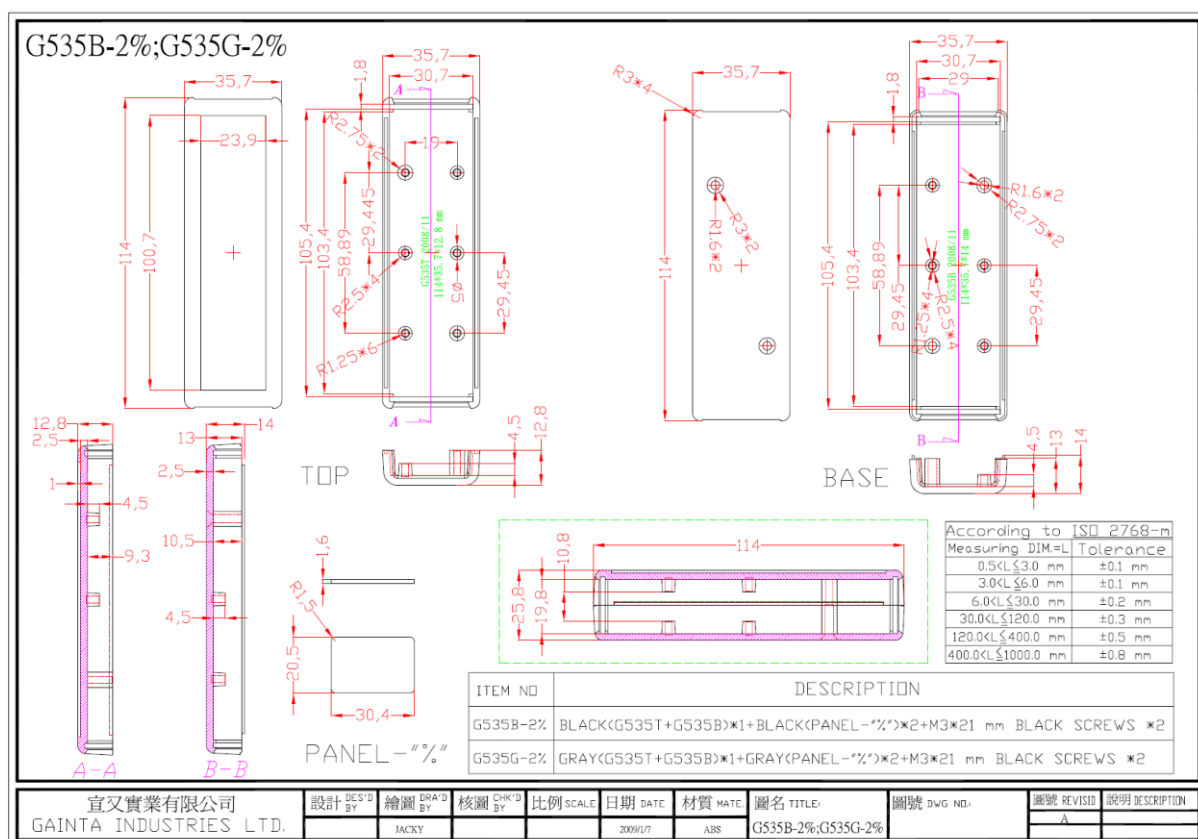 G535B-2%;G535G-2%
35,7
114
100,7
23,9
35,7
30,7
1,8
A
R2.75*2
19
105,4
103,4
58,89
29,445
R2.5*4
Ø5
29,45
R1.25*6
G535T 2008/11
114*35.7*12.8 mm
A
35,7
R3*4
114
R3*2
R1.6*2
35,7
30,7
29
1,8
B
R1.6*2
R2.75*2
105,4
103,4
58,89
29,45
R1.25*4
R2.5*4
29,45
G535B 2008/11
114*35.7*14 mm
B
12,8
2,5
1
4,5
9,3
A-A
14
13
2,5
10,5
4,5
B-B
TOP
4,5
12,8
BASE
4,5
13
14
1,6
R1,5
20,5
30,4
PANEL-"%"
114
10,8
25,8
19,8
According to ISO 2768-m
Measuring DIM.=L Tolerance
0.5<L≦3.0 mm ±0.1 mm
3.0<L≦6.0 mm ±0.1 mm
6.0<L≦30.0 mm ±0.2 mm
30.0<L≦120.0 mm ±0.3 mm
120.0<L≦400.0 mm ±0.5 mm
400.0<L≦1000.0 mm ±0.8 mm
ITEM NO DESCRIPTION
G535B-2% BLACK(G535T+G535B)*1+BLACK(PANEL-"%")*2+M3*21 mm BLACK SCREWS *2
G535G-2% GRAY(G535T+G535B)*1+GRAY(PANEL-"%")*2+M3*21 mm BLACK SCREWS *2
宣又實業有限公司
GAINTA INDUSTRIES LTD.
設計 DES'D BY
繪圖 DRA'D BY
JACKY
核圖 CHK'D BY
比例 SCALE
日期 DATE
2009/1/7
材質 MATE.
ABS
圖名 TITLE:
G535B-2%;G535G-2%
圖號 DWG NO.:
圖號 REVISID
A
說明 DESCRIPTION